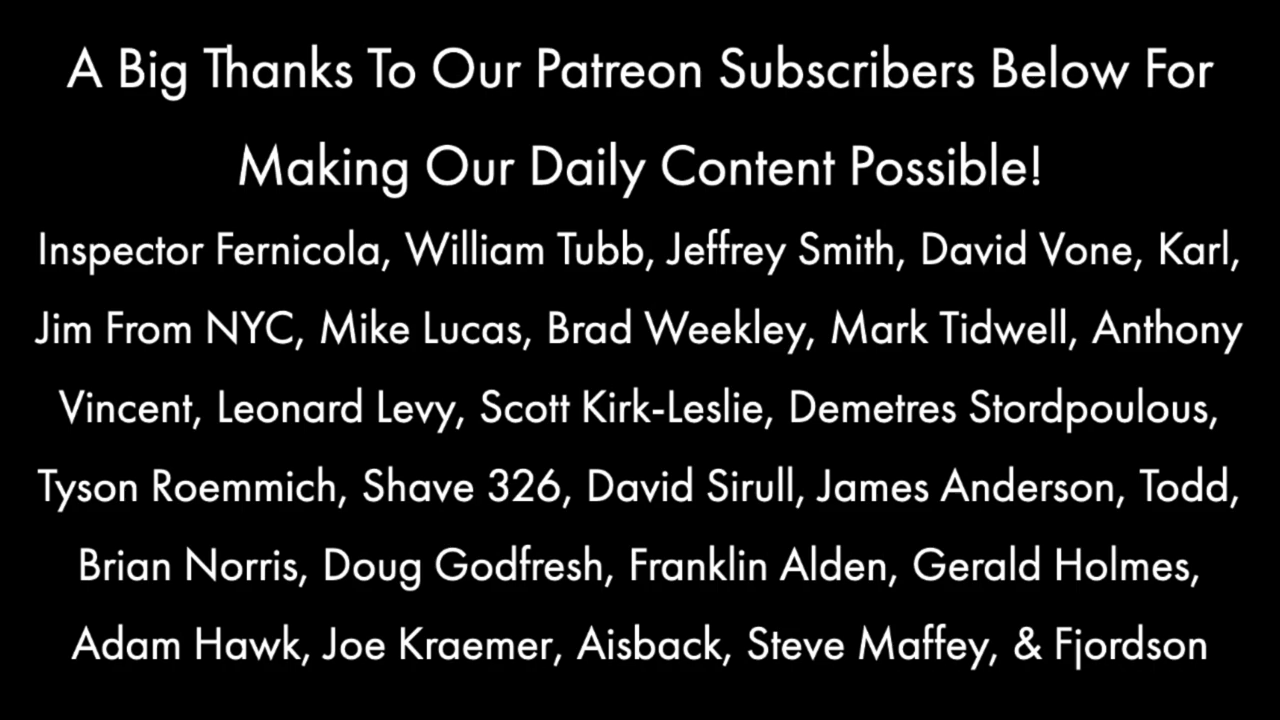 A Big Thanks To Our Patreon Subscribers Below For
Making Our Daily Content Possible!
Inspector Fernicola, William Tubb, Jeffrey Smith, David Vone, Karl,
Jim From NYC, Mike Lucas, Brad Weekley, Mark Tidwell, Anthony
Vincent, Leonard Levy, Scott Kirk-Leslie, Demetres Stordpoulous,
Tyson Roemmich, Shave 326, David Sirull, James Anderson, Todd,
Brian Norris, Doug Godfresh, Franklin Alden, Gerald Holmes,
Adam Hawk, Joe Kraemer, Aisback, Steve Maffey, & Fjordson